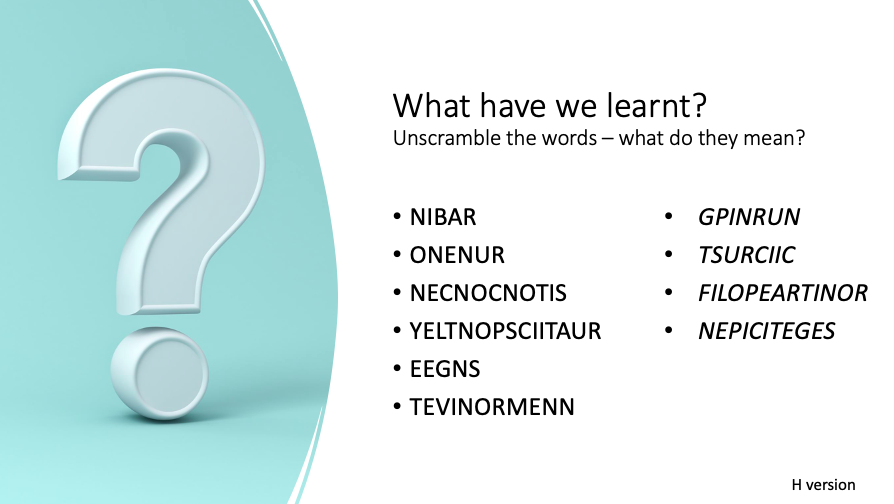 What have we learnt?
Unscramble the words – what do they mean?
• NIBAR
• ONENUR
• NECNOCNOTIS
• YELTNOPSCIITAUR
• EEGNS
• TEVINORMENN
• GPINRUN
• TSURCIIC
• FILOPEARTINOR
• NEPICITEGES
H version